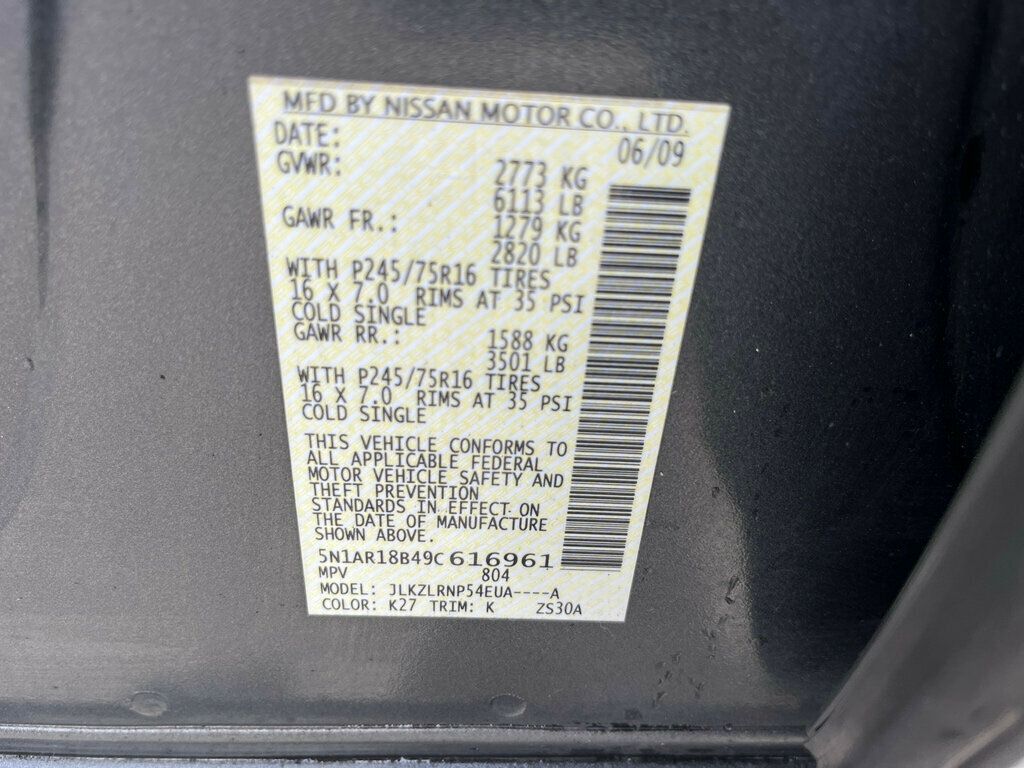 MFD BY NISSAN MOTOR CO., LTD.
DATE: 06/09
GVWR: 2773 KG
6113 LB
GAWR FR.: 1279 KG
2820 LB
WITH P245/75R16 TIRES
16 X 7.0 RIMS AT 35 PSI
COLD SINGLE
GAWR RR.: 1588 KG
3501 LB
WITH P245/75R16 TIRES
16 X 7.0 RIMS AT 35 PSI
COLD SINGLE
THIS VEHICLE CONFORMS TO
ALL APPLICABLE FEDERAL
MOTOR VEHICLE SAFETY AND
THEFT PREVENTION
STANDARDS IN EFFECT ON
THE DATE OF MANUFACTURE
SHOWN ABOVE.
5N1AR18B49C616961
MPV 804
MODEL: JLKZLRNP54EUA----A
COLOR: K27 TRIM: K ZS30A